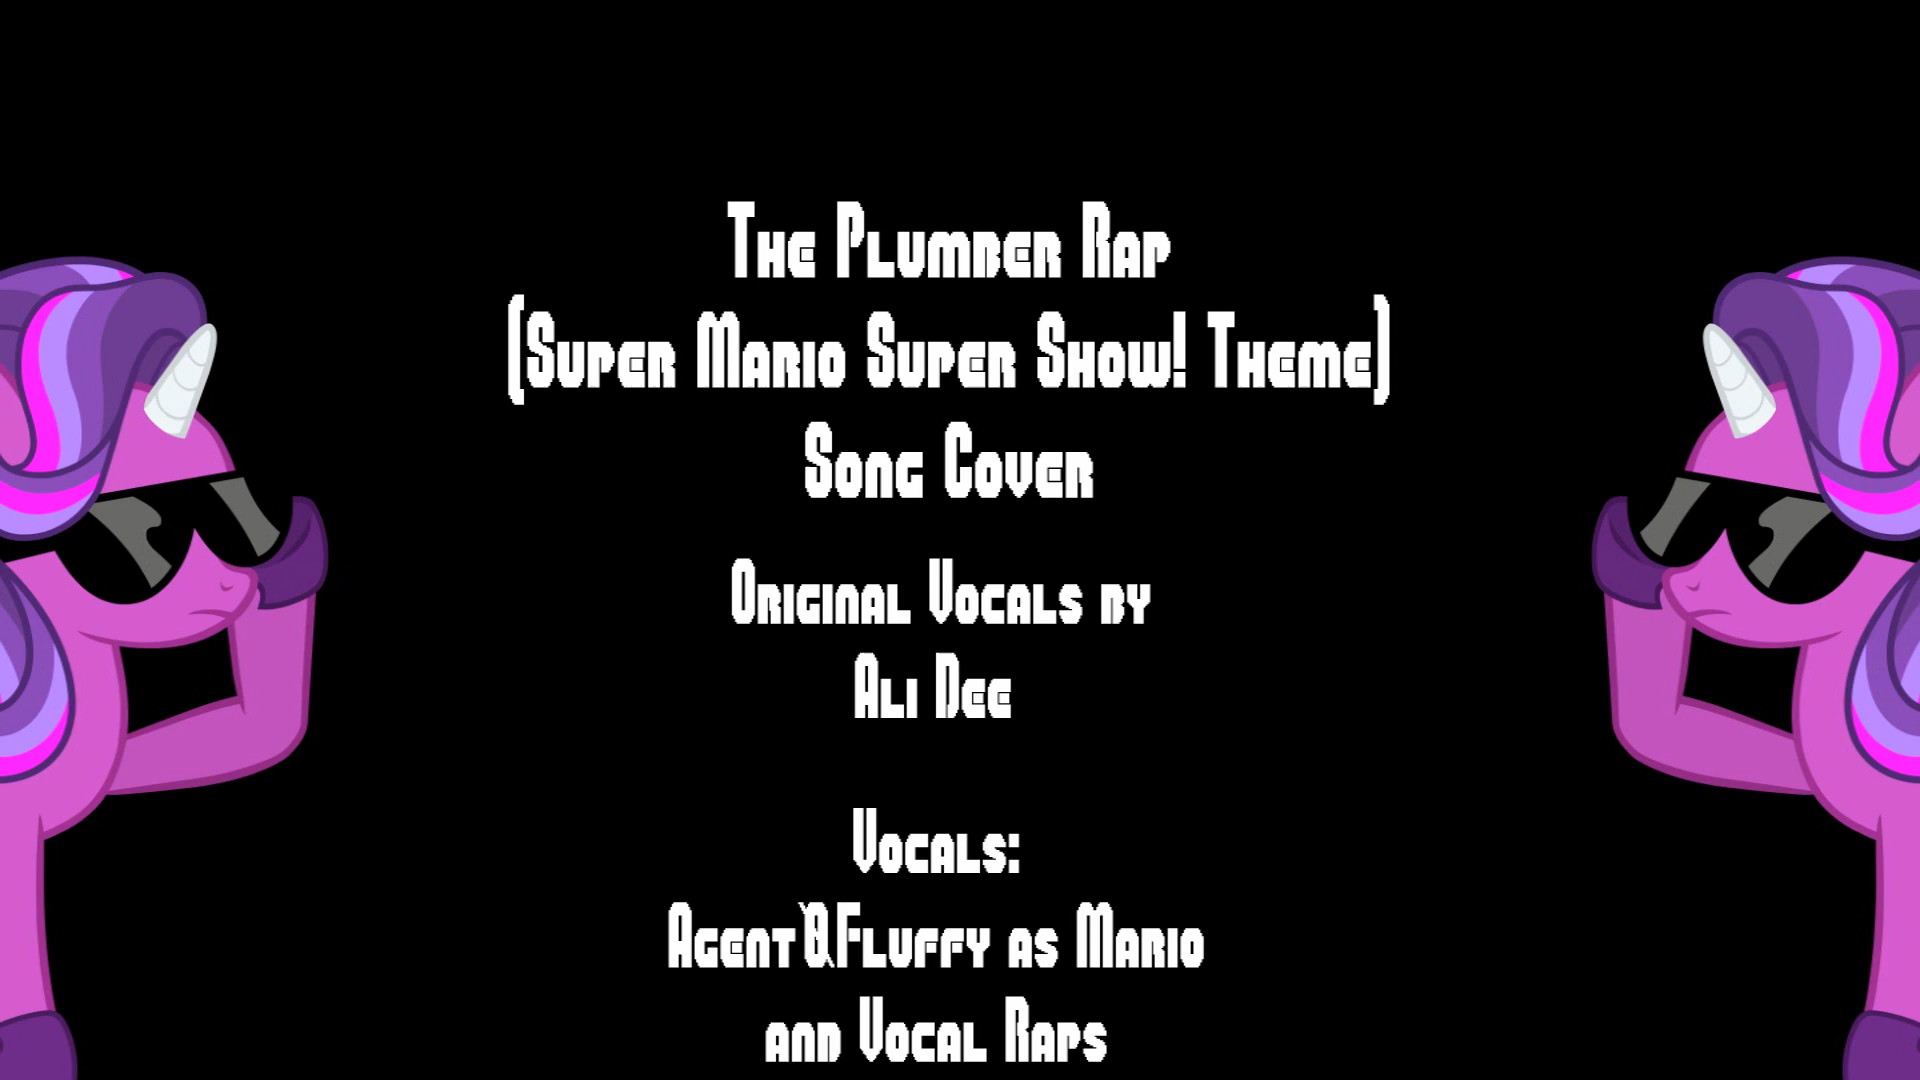 The Plumber Rap
(Super Mario Super Show! Theme)
Song Cover
Original Vocals by
Ali Dee
Vocals:
Agent&Fluffy as Mario
and Vocal Raps